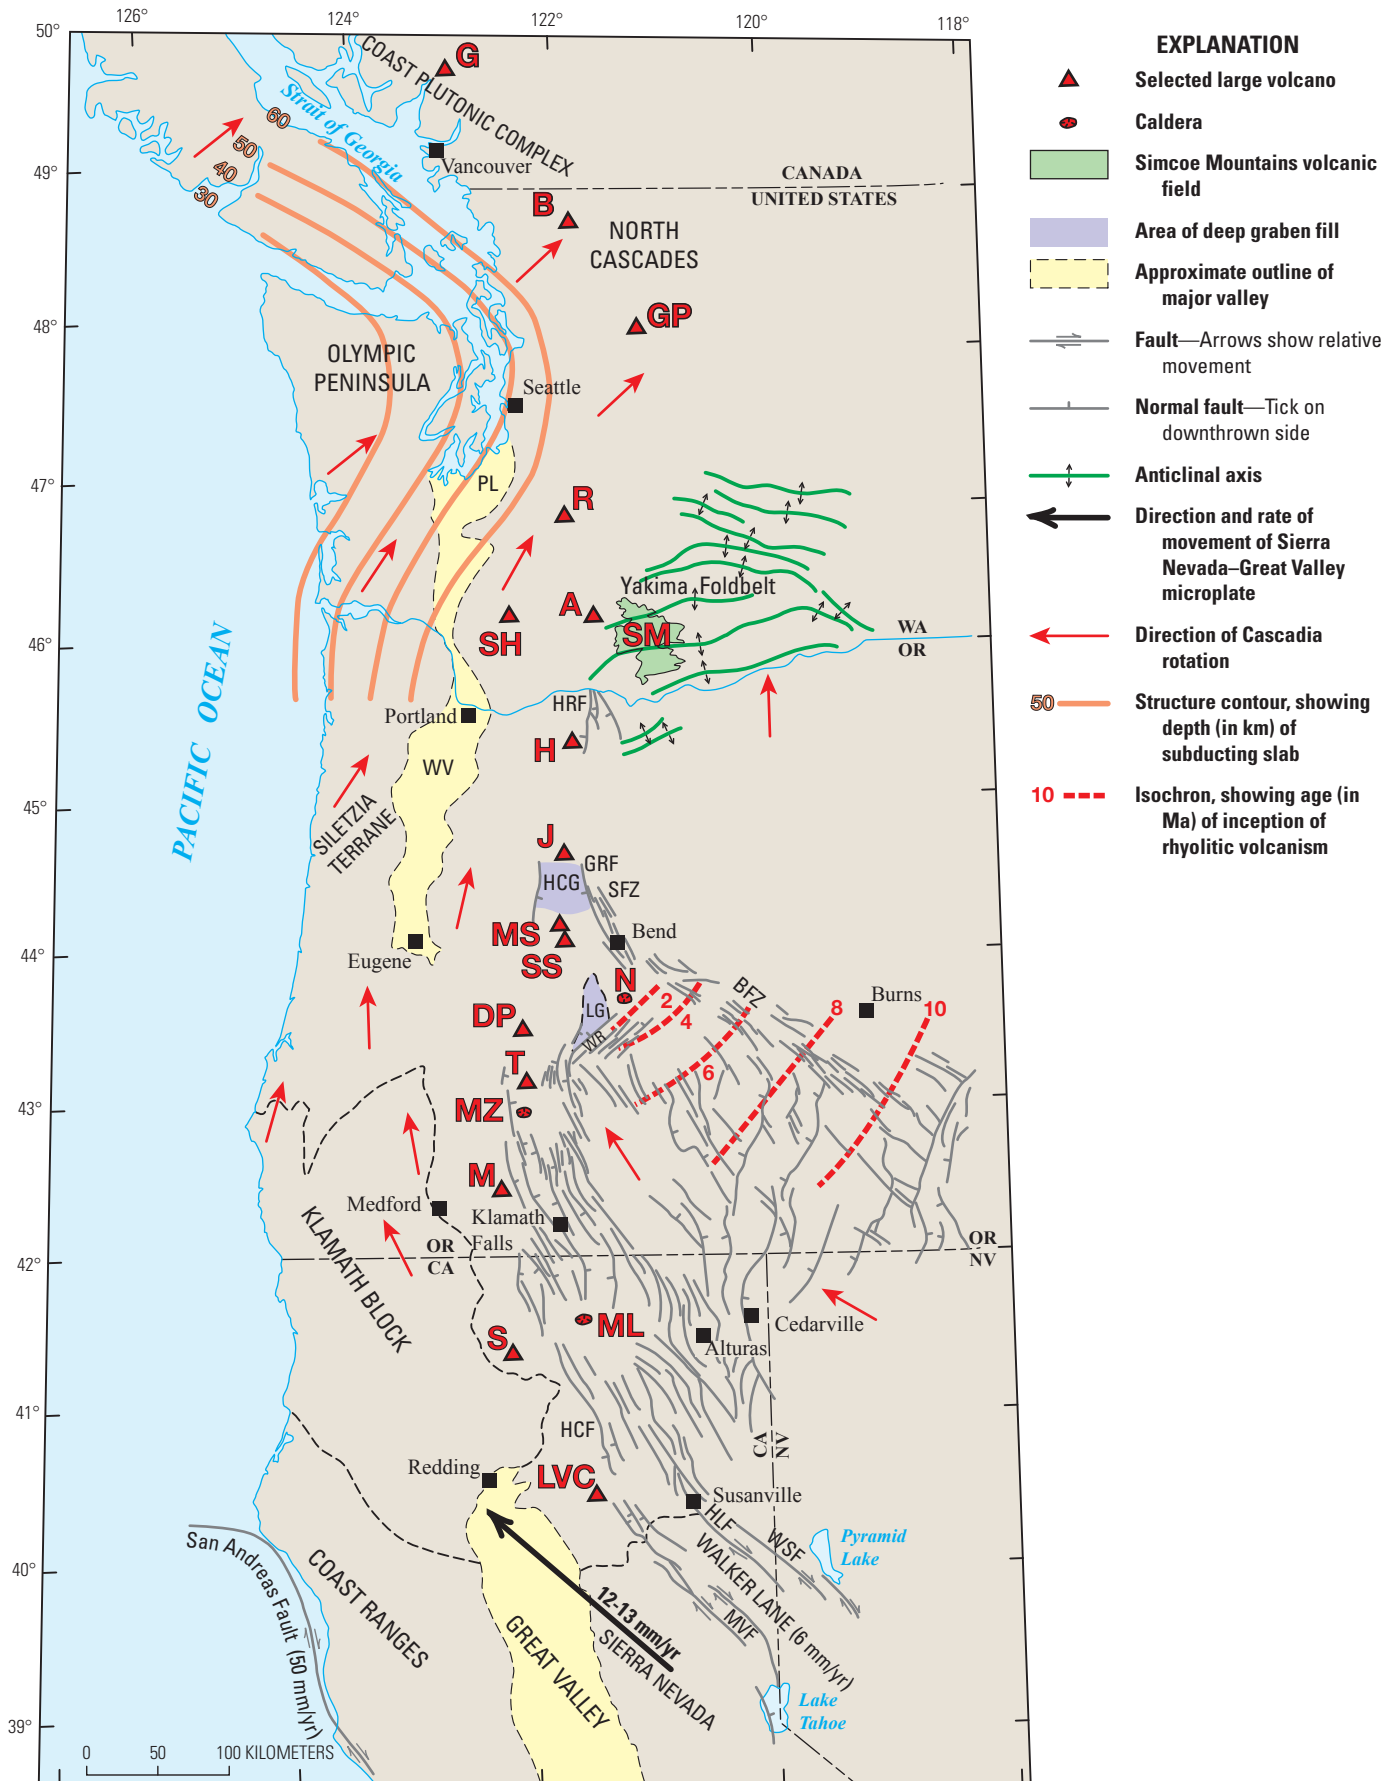 126°
124°
122°
120°
118°
50°
49°
48°
47°
46°
45°
44°
43°
42°
41°
40°
39°
COAST PLUTONIC COMPLEX
G
Strait of Georgia
60
50
40
30
Vancouver
CANADA
UNITED STATES
B
NORTH
CASCADES
GP
OLYMPIC
PENINSULA
Seattle
PL
R
Yakima Foldbelt
A
SH
SM
WA
OR
PACIFIC OCEAN
HRF
Portland
H
WV
SILETZIA
TERRANE
J
GRF
HCG
SFZ
MS
Bend
SS
Eugene
N
BFZ
Burns
LG
2
4
6
8
10
DP
WR
T
MZ
M
Medford
Klamath
Falls
OR
CA
OR
NV
KLAMATH BLOCK
ML
Cedarville
S
Alturas
HCF
CA
NV
Redding
LVC
Susanville
HLF
WSF
Pyramid
Lake
San Andreas Fault (50 mm/yr)
COAST RANGES
WALKER LANE (6 mm/yr)
12-13 mm/yr
MVF
GREAT VALLEY
SIERRA NEVADA
Lake
Tahoe
0 50 100 KILOMETERS
EXPLANATION
Selected large volcano
Caldera
Simcoe Mountains volcanic
field
Area of deep graben fill
Approximate outline of
major valley
Fault—Arrows show relative
movement
Normal fault—Tick on
downthrown side
Anticlinal axis
Direction and rate of
movement of Sierra
Nevada–Great Valley
microplate
Direction of Cascadia
rotation
50 Structure contour, showing
depth (in km) of
subducting slab
10 Isochron, showing age (in
Ma) of inception of
rhyolitic volcanism